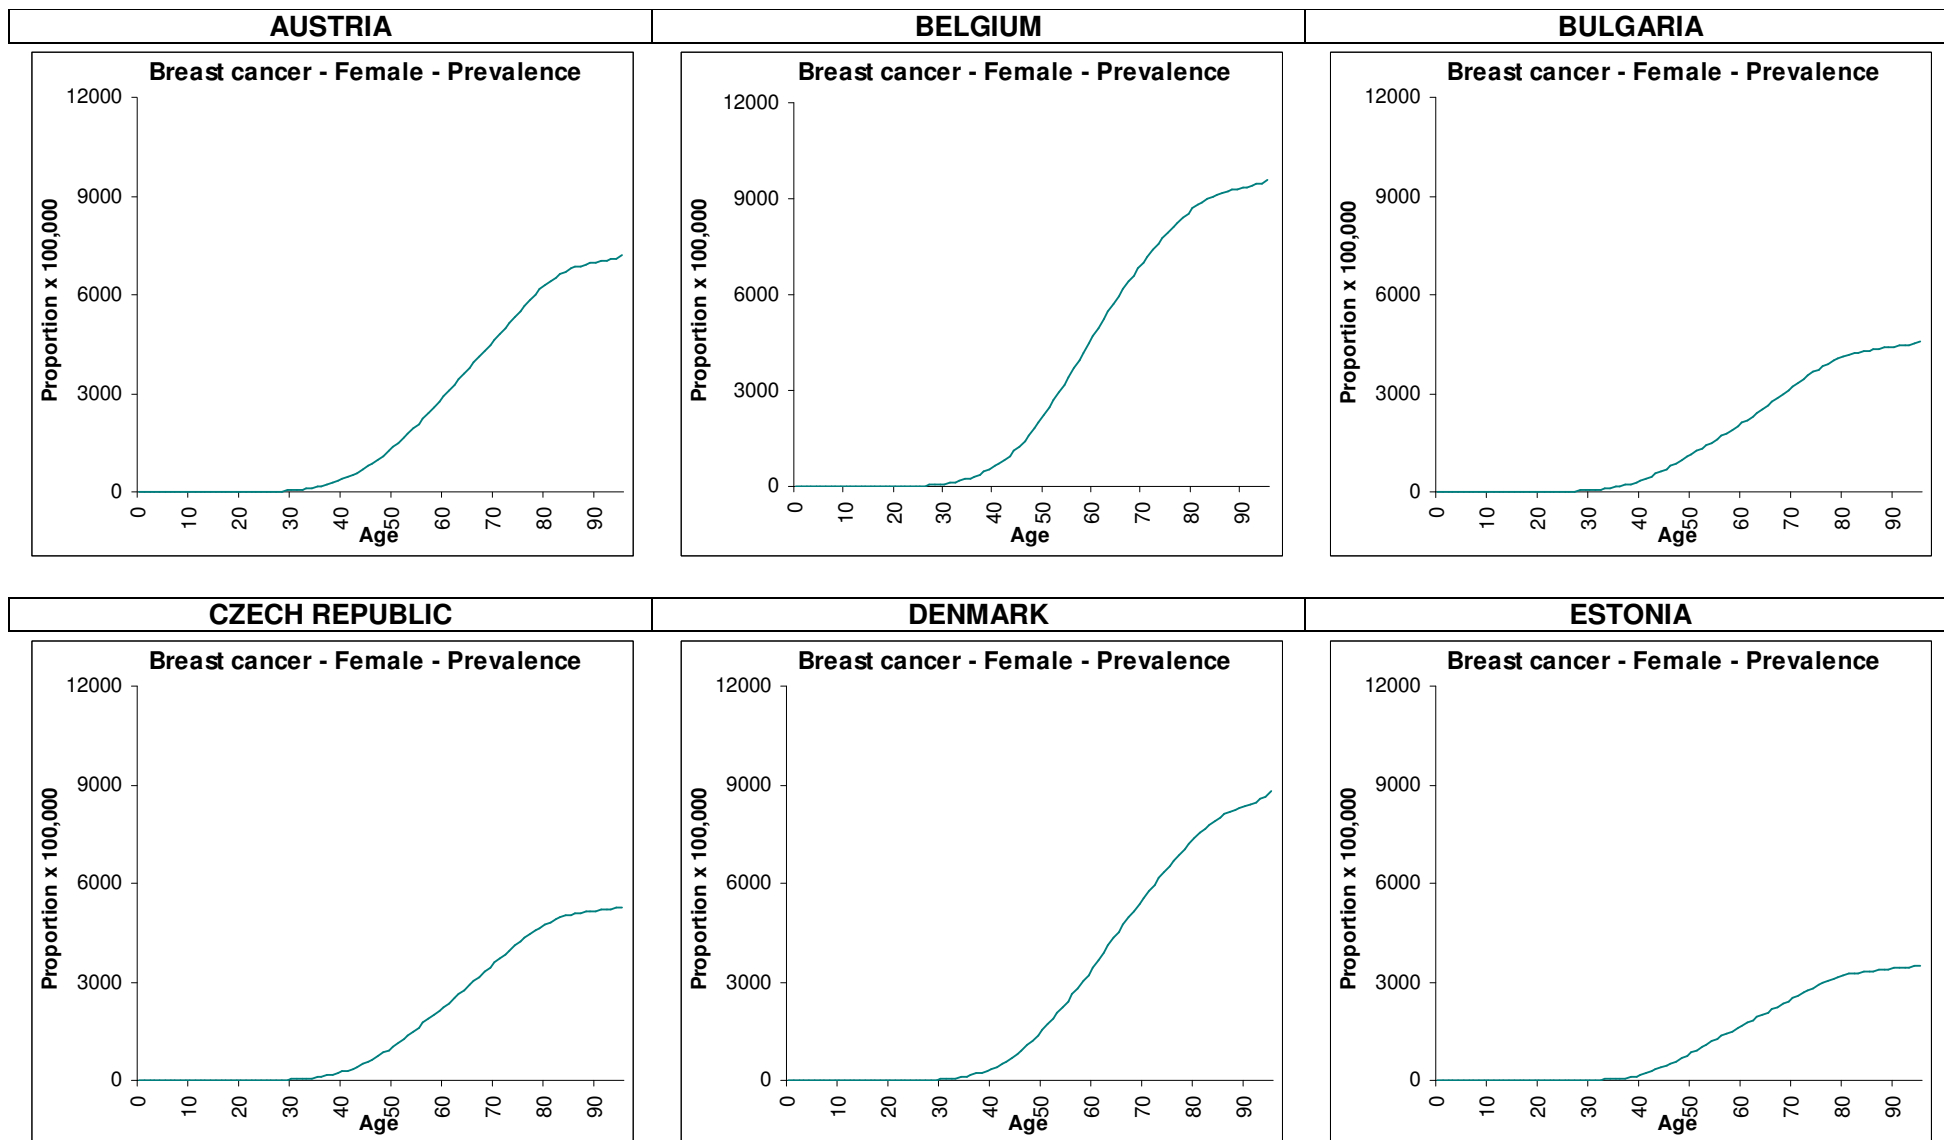 AUSTRIA BELGIUM BULGARIA
Breast cancer - Female - Prevalence
12000
9000
6000
3000
0
Proportion x 100,000
0 10 20 30 40 50 60 70 80 90
Age
Breast cancer - Female - Prevalence
12000
9000
6000
3000
0
Proportion x 100,000
0 10 20 30 40 50 60 70 80 90
Age
Breast cancer - Female - Prevalence
12000
9000
6000
3000
0
Proportion x 100,000
0 10 20 30 40 50 60 70 80 90
Age
CZECH REPUBLIC DENMARK ESTONIA
Breast cancer - Female - Prevalence
12000
9000
6000
3000
0
Proportion x 100,000
0 10 20 30 40 50 60 70 80 90
Age
Breast cancer - Female - Prevalence
12000
9000
6000
3000
0
Proportion x 100,000
0 10 20 30 40 50 60 70 80 90
Age
Breast cancer - Female - Prevalence
12000
9000
6000
3000
0
Proportion x 100,000
0 10 20 30 40 50 60 70 80 90
Age